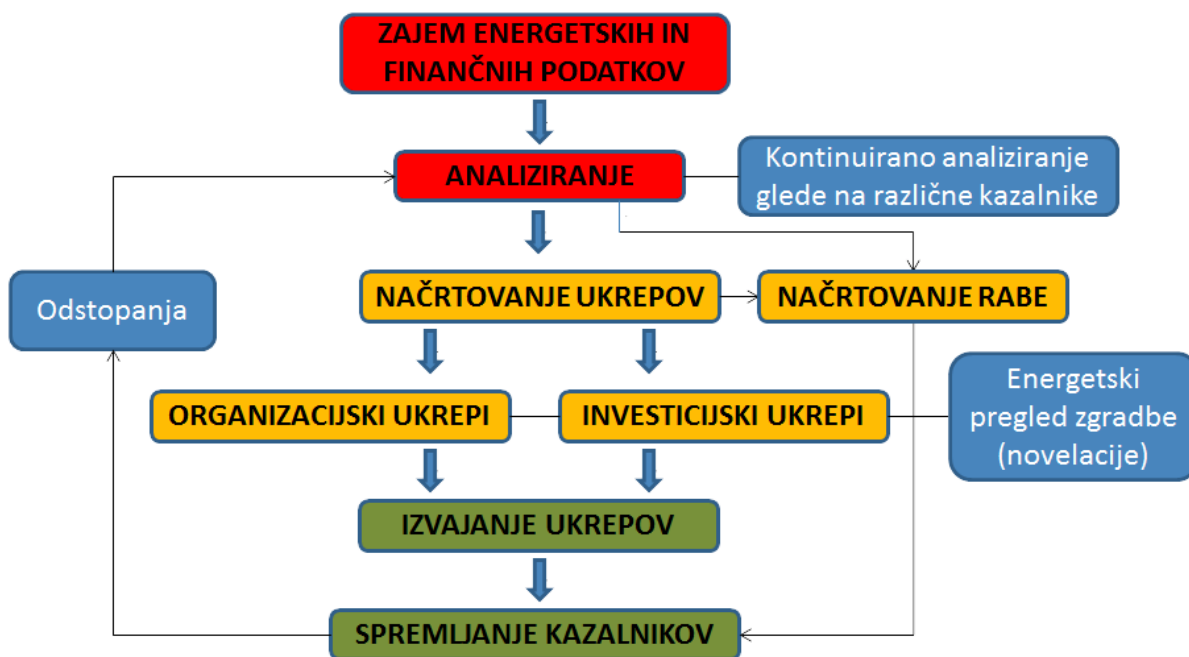 ZAJEM ENERGETSKIH IN
FINANČNIH PODATKOV
ANALIZIRANJE
Kontinuirano analiziranje
glede na različne kazalnike
Odstopanja
NAČRTOVANJE UKREPOV
NAČRTOVANJE RABE
ORGANIZACIJSKI UKREPI
INVESTICIJSKI UKREPI
Energetski
pregled zgradbe
(novelacije)
IZVAJANJE UKREPOV
SPREMLJANJE KAZALNIKOV